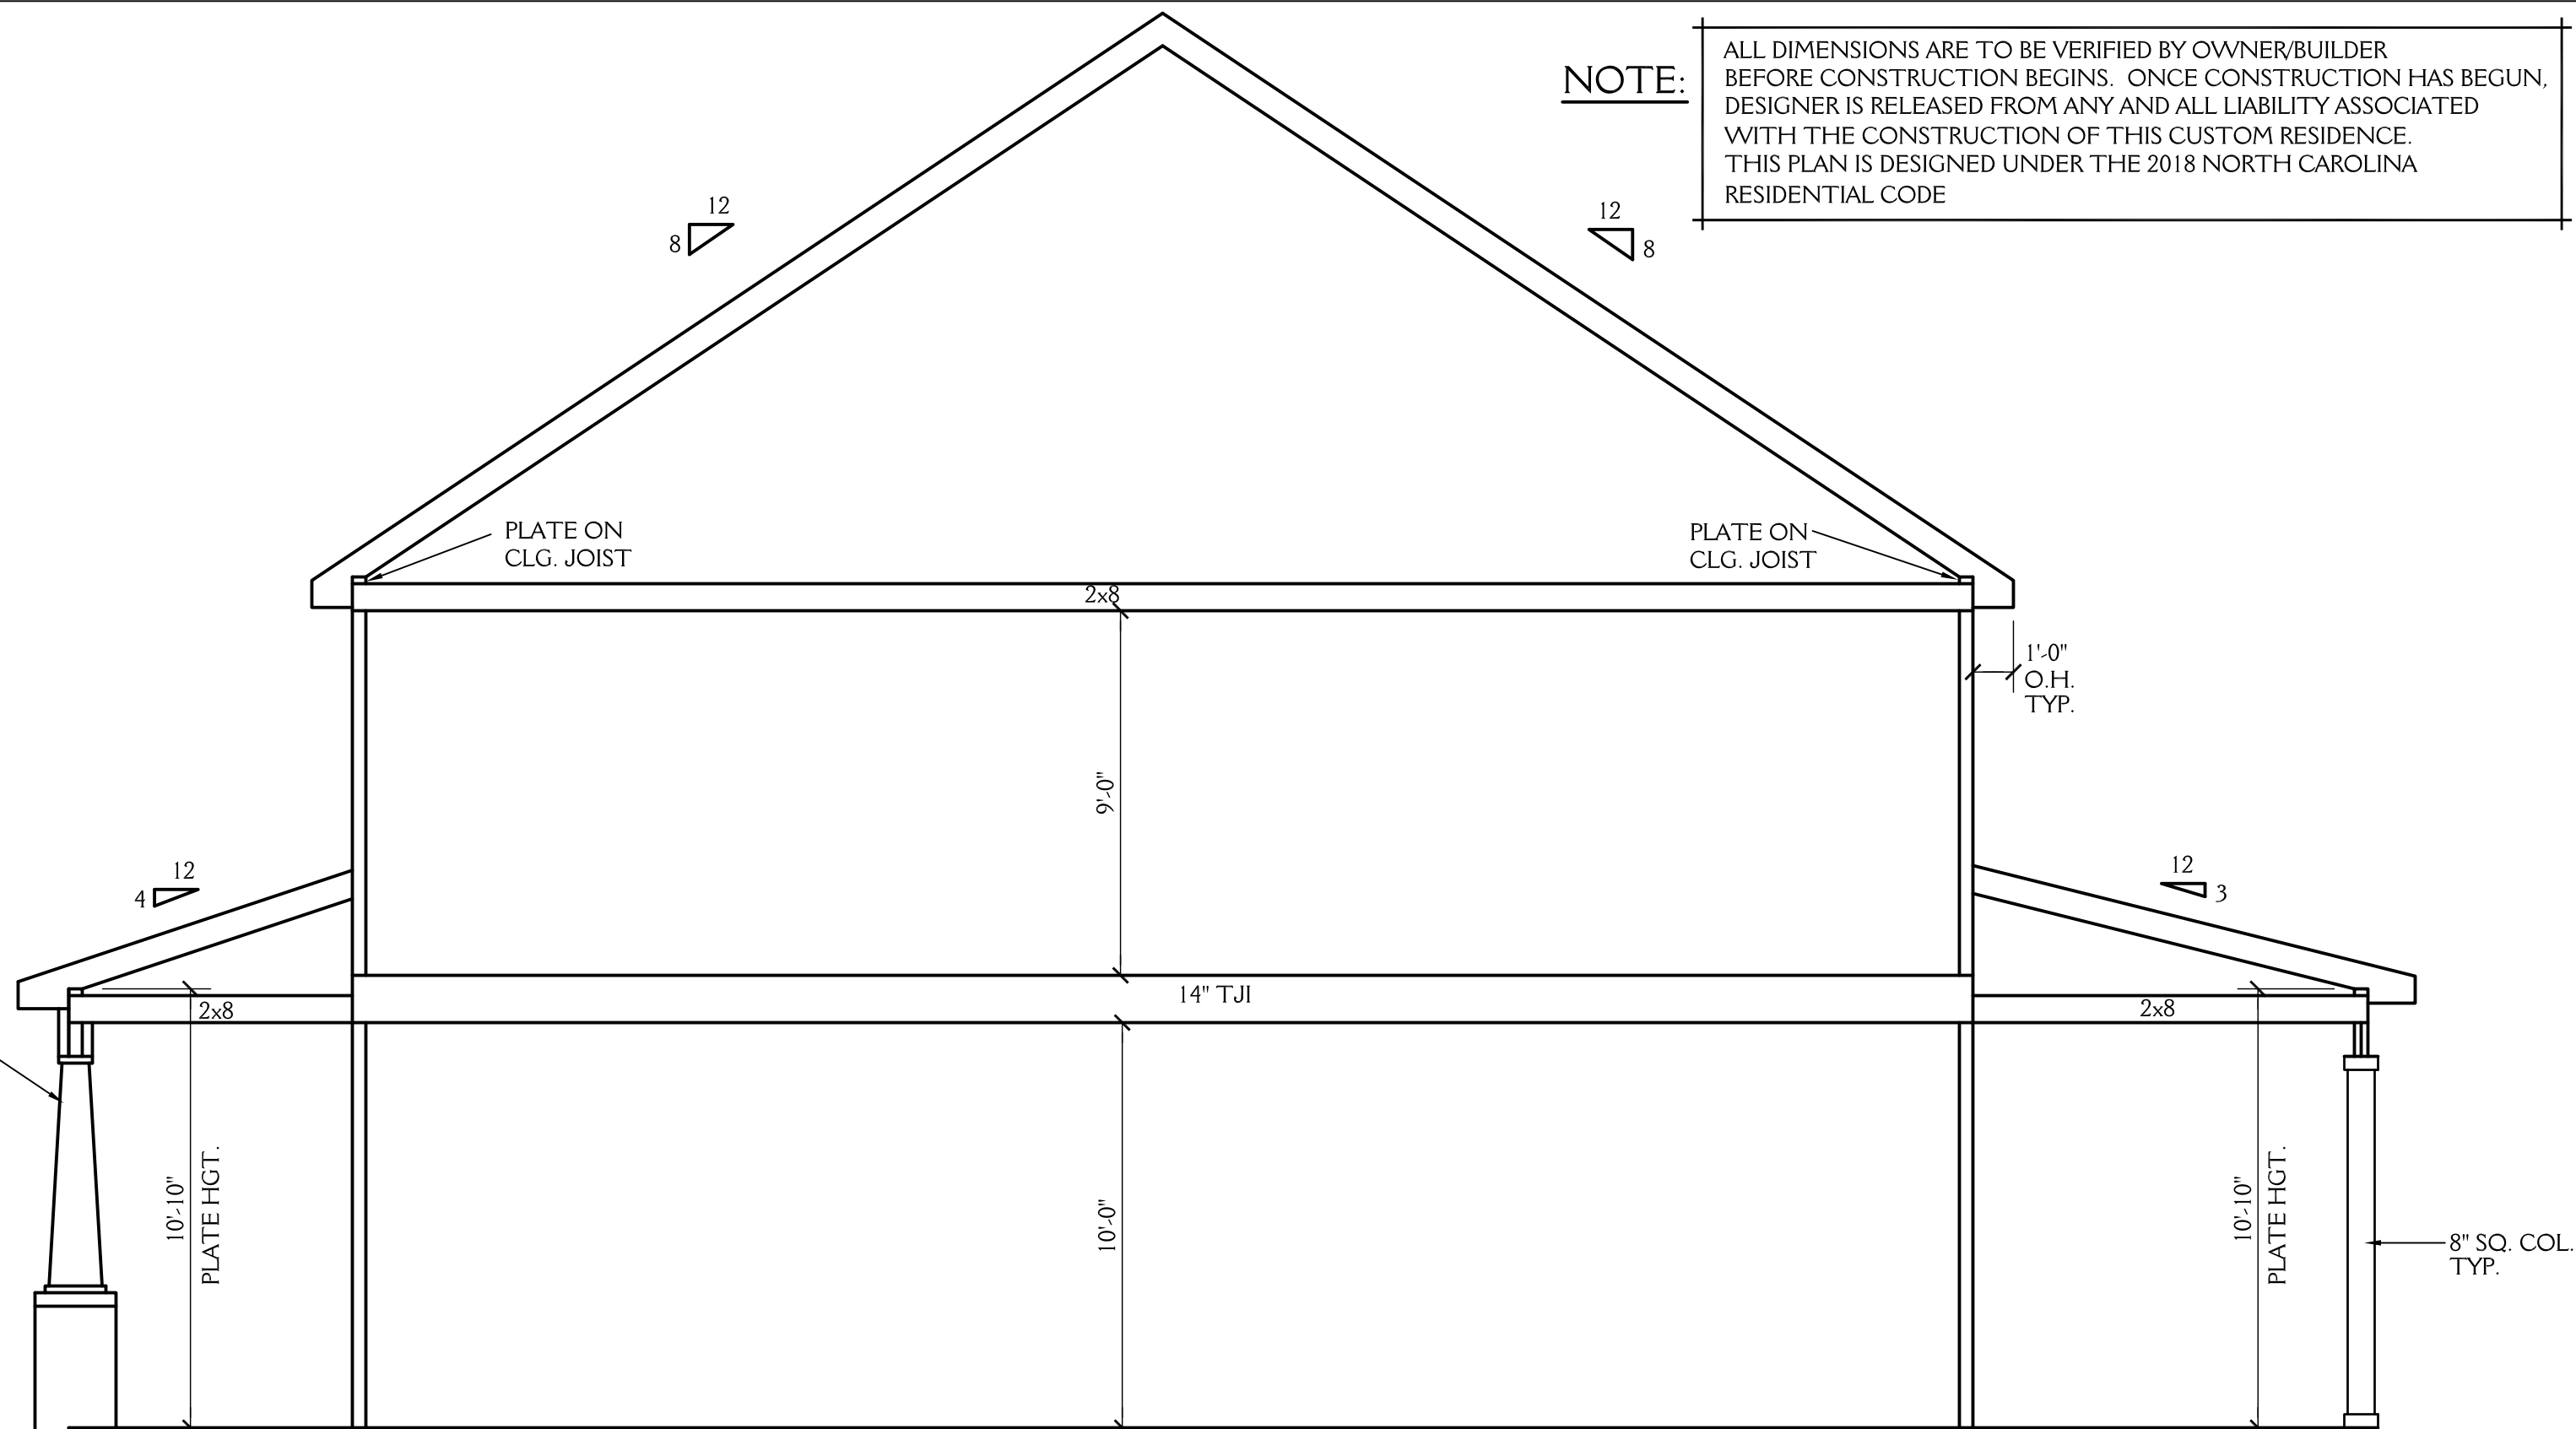 NOTE:
ALL DIMENSIONS ARE TO BE VERIFIED BY OWNER/BUILDER
BEFORE CONSTRUCTION BEGINS. ONCE CONSTRUCTION HAS BEGUN,
DESIGNER IS RELEASED FROM ANY AND ALL LIABILITY ASSOCIATED
WITH THE CONSTRUCTION OF THIS CUSTOM RESIDENCE.
THIS PLAN IS DESIGNED UNDER THE 2018 NORTH CAROLINA
RESIDENTIAL CODE
12
8
12
8
PLATE ON
CLG. JOIST
PLATE ON
CLG. JOIST
2x8
1'-0"
O.H.
TYP.
9'-0"
12
4
12
3
14" TJI
2x8
2x8
10'-10"
PLATE HGT.
10'-0"
10'-10"
PLATE HGT.
8" SQ. COL.
TYP.